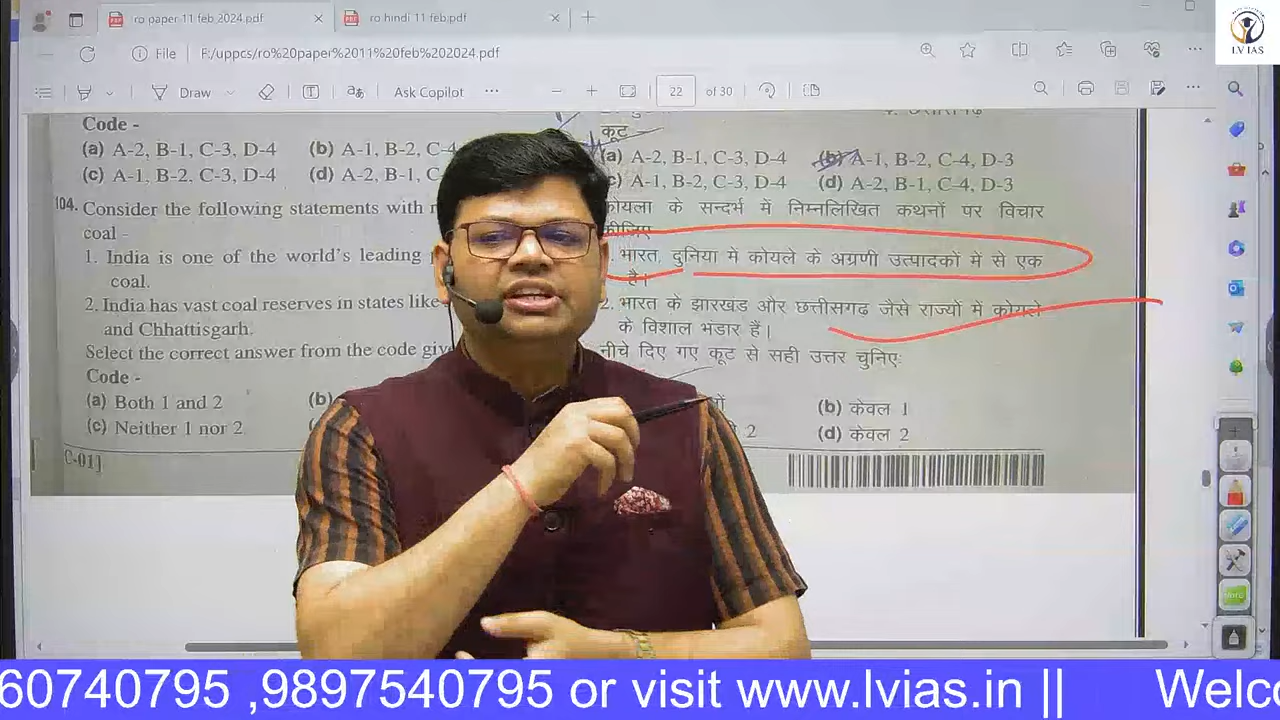 ro paper 11 feb 2024.pdf
ro hindi 11 feb.pdf
LV IAS
File
F:/uppcs/ro%20paper%2011%20feb%202024.pdf
Draw
Ask Copilot
22
of 30
Code -
(a) A-2, B-1, C-3, D-4 (b) A-1, B-2, C-4
(c) A-1, B-2, C-3, D-4 (d) A-2, B-1, C
104. Consider the following statements with
coal -
1. India is one of the world's leading
coal.
2. India has vast coal reserves in states like
and Chhattisgarh.
Select the correct answer from the code
Code -
(a) Both 1 and 2 (b)
(c) Neither 1 nor 2
C-01]
कूट
(a) A-2, B-1, C-3, D-4 (b) A-1, B-2, C-4, D-3
A-1, B-2, C-3, D-4 (d) A-2, B-1, C-4, D-3
कोयला के सन्दर्भ में निम्नलिखित कथनों पर विचार
कीजिए
भारत, दुनिया में कोयले के अग्रणी उत्पादकों में से एक
है।
2. भारत के झारखंड और छत्तीसगढ़ जैसे राज्यों में कोयले
के विशाल भंडार हैं।
नीचे दिए गए कूट से सही उत्तर चुनिए:
(b) केवल 1
2 (d) केवल 2
60740795 ,9897540795 or visit www.lvias.in || Welco